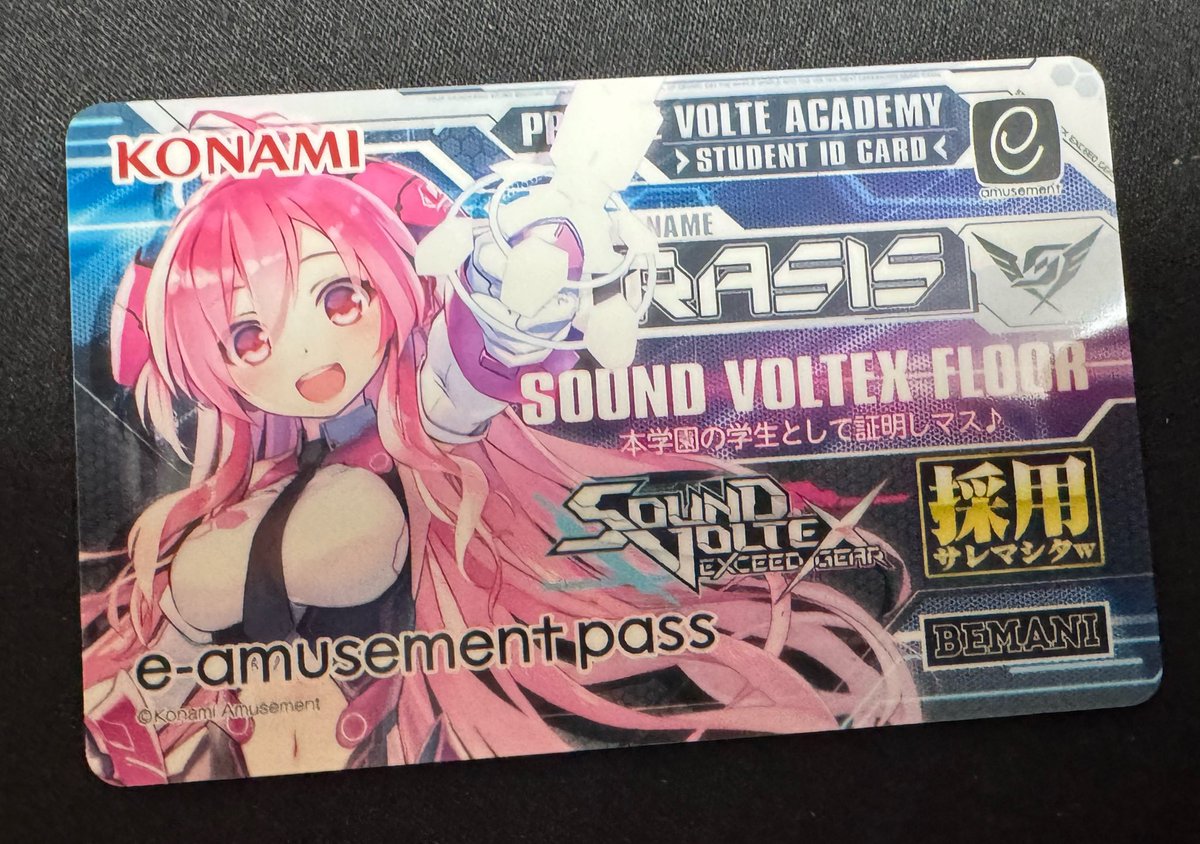 KONAMI
VOLTE ACADEMY
STUDENT ID CARD
e
amusement
NAME
RASIS
SOUND VOLTEX FLOOR
本学園の学生として証明しマス♪
SOUND
VOLTEX
EXCEED GEAR
採用
サレマシタw
BEMANI
e-amusement pass
©Konami Amusement